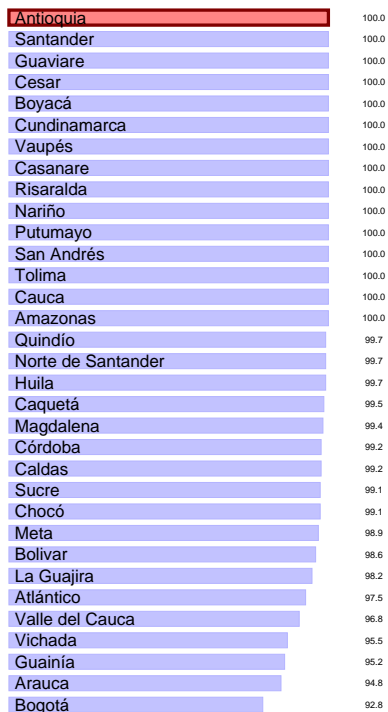 Antioquia 100.0
Santander 100.0
Guaviare 100.0
Cesar 100.0
Boyacá 100.0
Cundinamarca 100.0
Vaupés 100.0
Casanare 100.0
Risaralda 100.0
Nariño 100.0
Putumayo 100.0
San Andrés 100.0
Tolima 100.0
Cauca 100.0
Amazonas 100.0
Quindío 99.7
Norte de Santander 99.7
Huila 99.7
Caquetá 99.5
Magdalena 99.4
Córdoba 99.2
Caldas 99.2
Sucre 99.1
Chocó 99.1
Meta 98.9
Bolivar 98.6
La Guajira 98.2
Atlántico 97.5
Valle del Cauca 96.8
Vichada 95.5
Guainía 95.2
Arauca 94.8
Bogotá 92.8